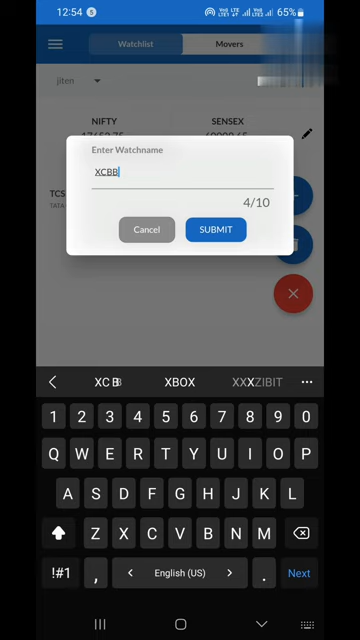 12:54 S 65%
Watchlist Movers
jiten
NIFTY SENSEX
TCS
TATA
Enter Watchname
XCBB
4/10
Cancel SUBMIT
XCBB XBOX XXXZIBIT
1 2 3 4 5 6 7 8 9 0
Q W E R T Y U I O P
A S D F G H J K L
Z X C V B N M
!#1 , English (US) . Next